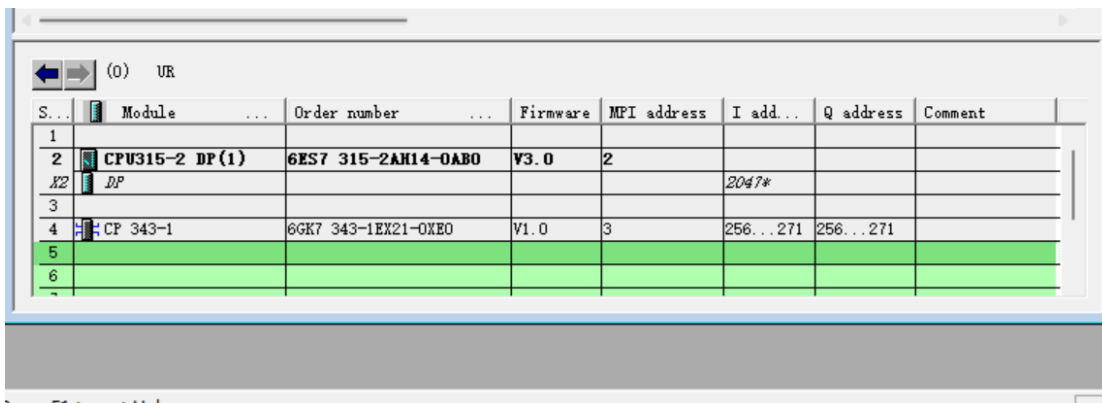 (0) UR
S... Module ... Order number ... Firmware MPI address I add... Q address Comment
1
2 CPU315-2 DP(1) 6ES7 315-2AH14-0AB0 V3.0 2
X2 DP 2047*
3
4 CP 343-1 6GK7 343-1EX21-0XE0 V1.0 3 256...271 256...271
5
6